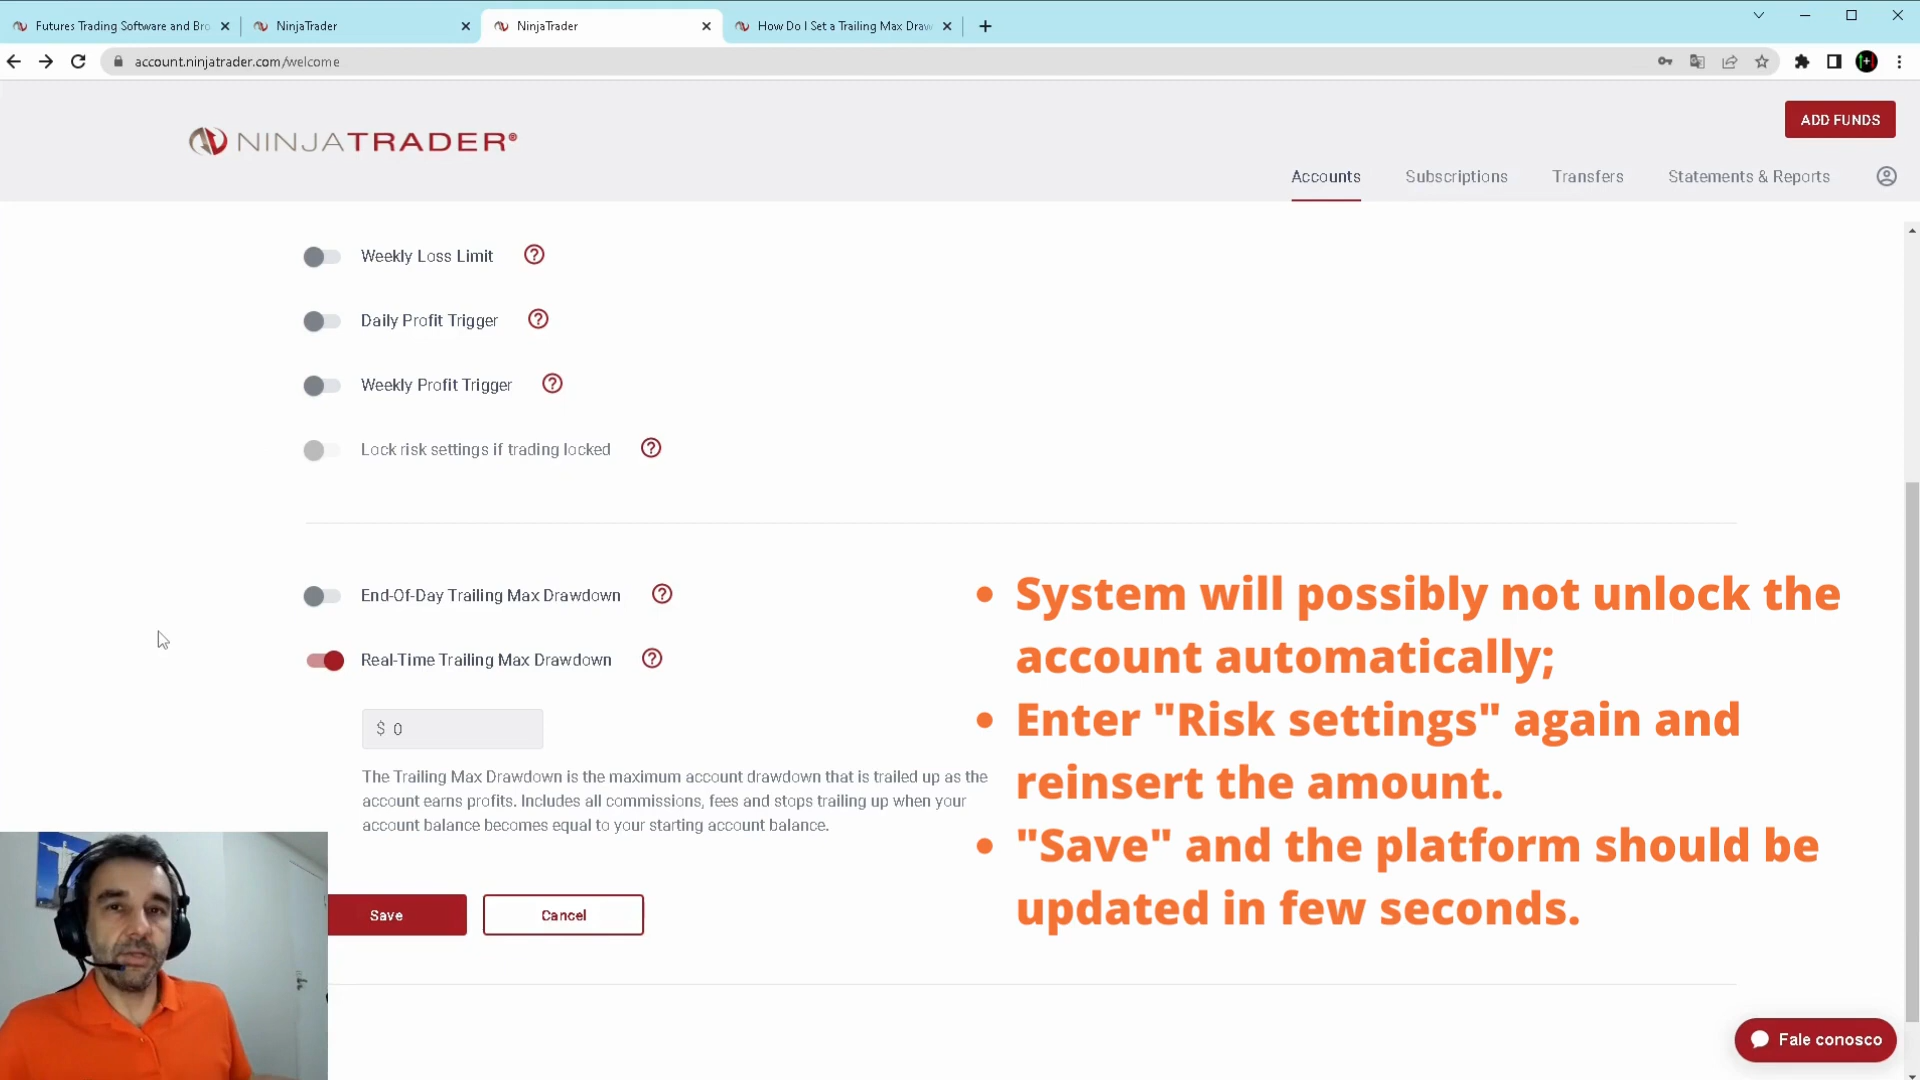 Futures Trading Software and Bro
NinjaTrader
NinjaTrader
How Do I Set a Trailing Max Draw
account.ninjatrader.com/welcome
ADD FUNDS
NINJATRADER®
Accounts
Subscriptions
Transfers
Statements & Reports
Weekly Loss Limit
Daily Profit Trigger
Weekly Profit Trigger
Lock risk settings if trading locked
End-Of-Day Trailing Max Drawdown
Real-Time Trailing Max Drawdown
$ 0
The Trailing Max Drawdown is the maximum account drawdown that is trailed up as the
account earns profits. Includes all commissions, fees and stops trailing up when your
account balance becomes equal to your starting account balance.
Save
Cancel
• System will possibly not unlock the
account automatically;
• Enter "Risk settings" again and
reinsert the amount.
• "Save" and the platform should be
updated in few seconds.
Fale conosco